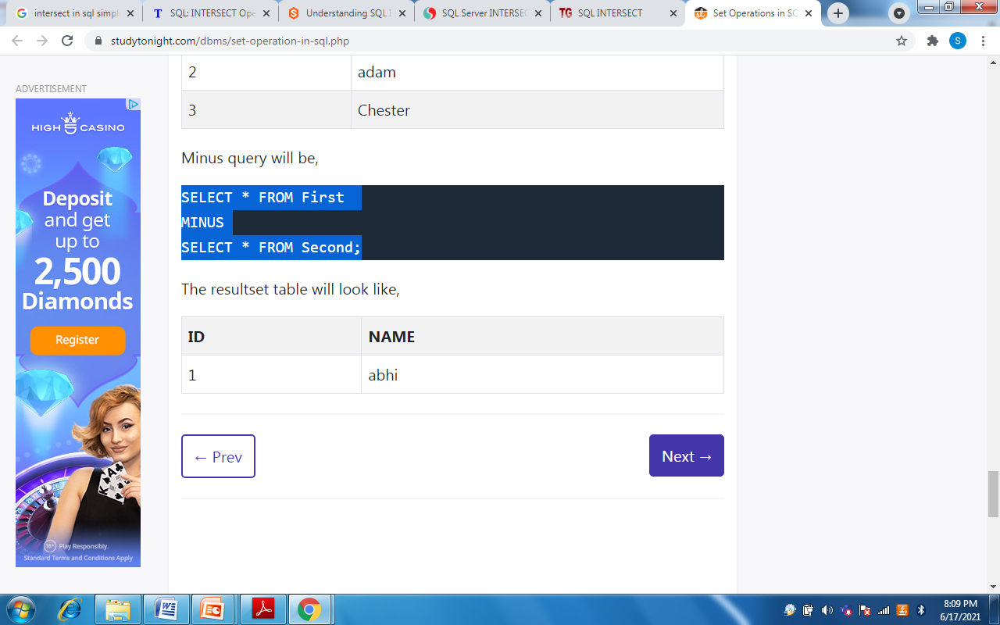 intersect in sql simpl
SQL: INTERSECT Ope
Understanding SQL I
SQL Server INTERSEC
TG SQL INTERSECT
Set Operations in SQ
studytonight.com/dbms/set-operation-in-sql.php
S
ADVERTISEMENT
HIGH 5 CASINO
Deposit
and get
up to
2,500
Diamonds
Register
18+ Play Responsibly.
Standard Terms and Conditions Apply
2 adam
3 Chester
Minus query will be,
SELECT * FROM First
MINUS
SELECT * FROM Second;
The resultset table will look like,
ID NAME
1 abhi
← Prev
Next →
8:09 PM
6/17/2021